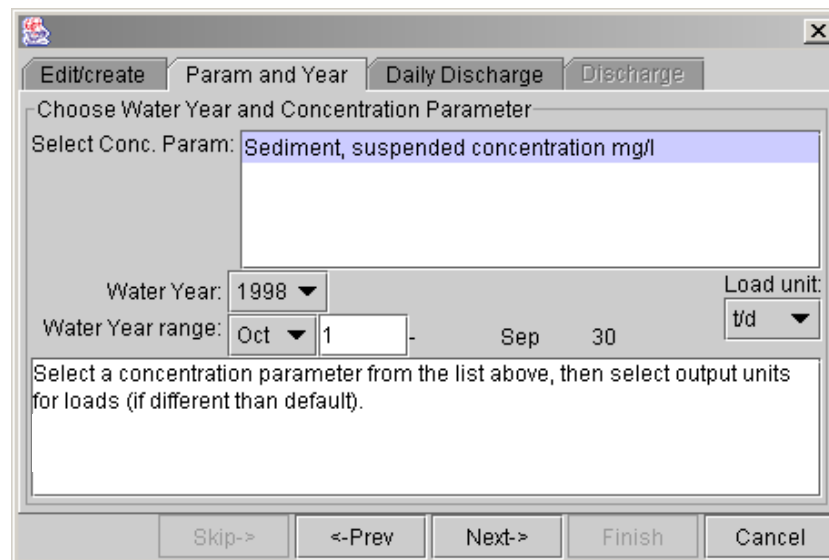 Edit/create Param and Year Daily Discharge Discharge
Choose Water Year and Concentration Parameter
Select Conc. Param: Sediment, suspended concentration mg/l
Load unit:
Water Year: 1998
Water Year range: Oct 1 - Sep 30 t/d
Select a concentration parameter from the list above, then select output units
for loads (if different than default).
Skip-> <-Prev Next-> Finish Cancel